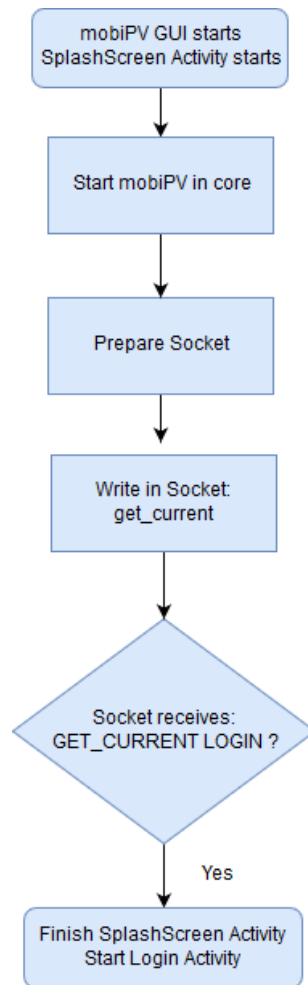 mobiPV GUI starts
SplashScreen Activity starts
Start mobiPV in core
Prepare Socket
Write in Socket:
get_current
Socket receives:
GET_CURRENT LOGIN ?
Yes
Finish SplashScreen Activity
Start Login Activity